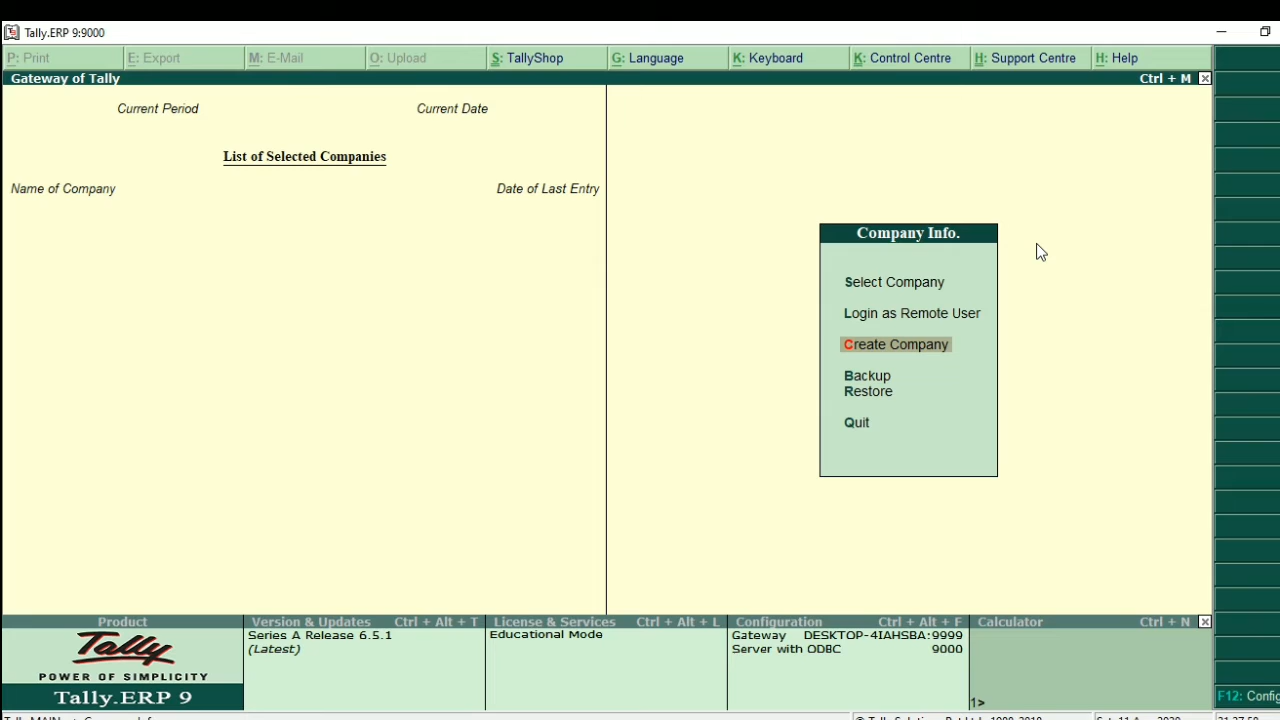 Tally.ERP 9:9000
P: Print E: Export M: E-Mail O: Upload S: TallyShop G: Language K: Keyboard K: Control Centre H: Support Centre H: Help
Gateway of Tally Ctrl + M
Current Period Current Date
List of Selected Companies
Name of Company Date of Last Entry
Company Info.
Select Company
Login as Remote User
Create Company
Backup
Restore
Quit
Product Version & Updates Ctrl + Alt + T License & Services Ctrl + Alt + L Configuration Ctrl + Alt + F Calculator Ctrl + N
Tally
POWER OF SIMPLICITY
Tally.ERP 9
Series A Release 6.5.1
(Latest)
Educational Mode
Gateway DESKTOP-4IAHSBA:9999
Server with ODBC 9000
1>
F12: Config